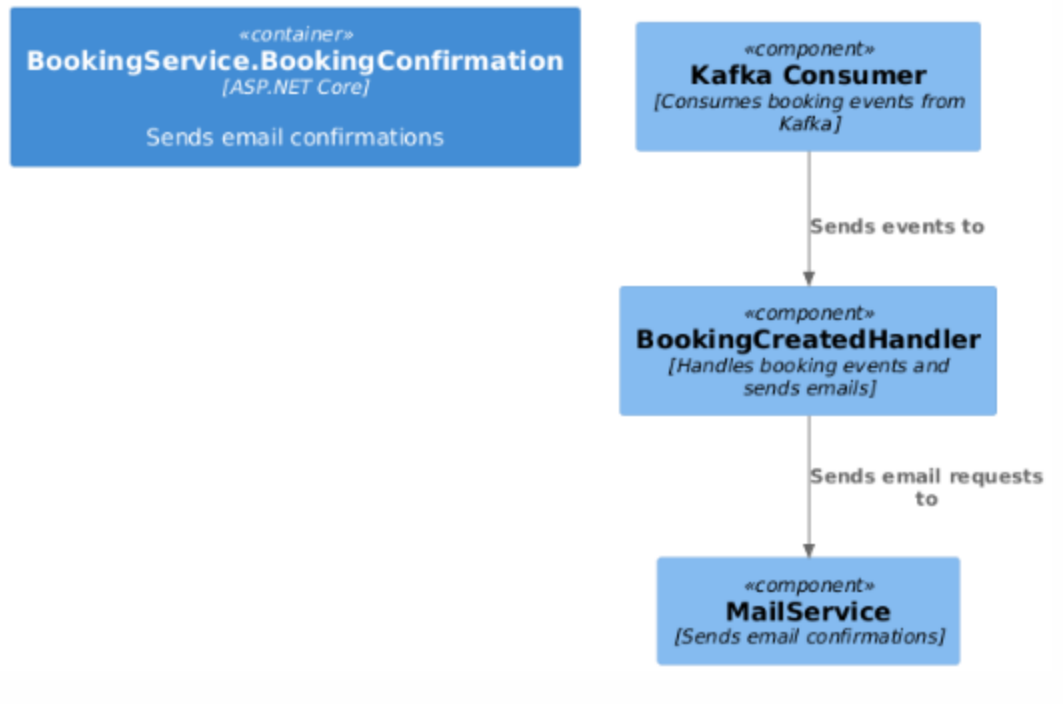 «container»
BookingService.BookingConfirmation
[ASP.NET Core]
Sends email confirmations
«component»
Kafka Consumer
[Consumes booking events from
Kafka]
Sends events to
«component»
BookingCreatedHandler
[Handles booking events and
sends emails]
Sends email requests
to
«component»
MailService
[Sends email confirmations]